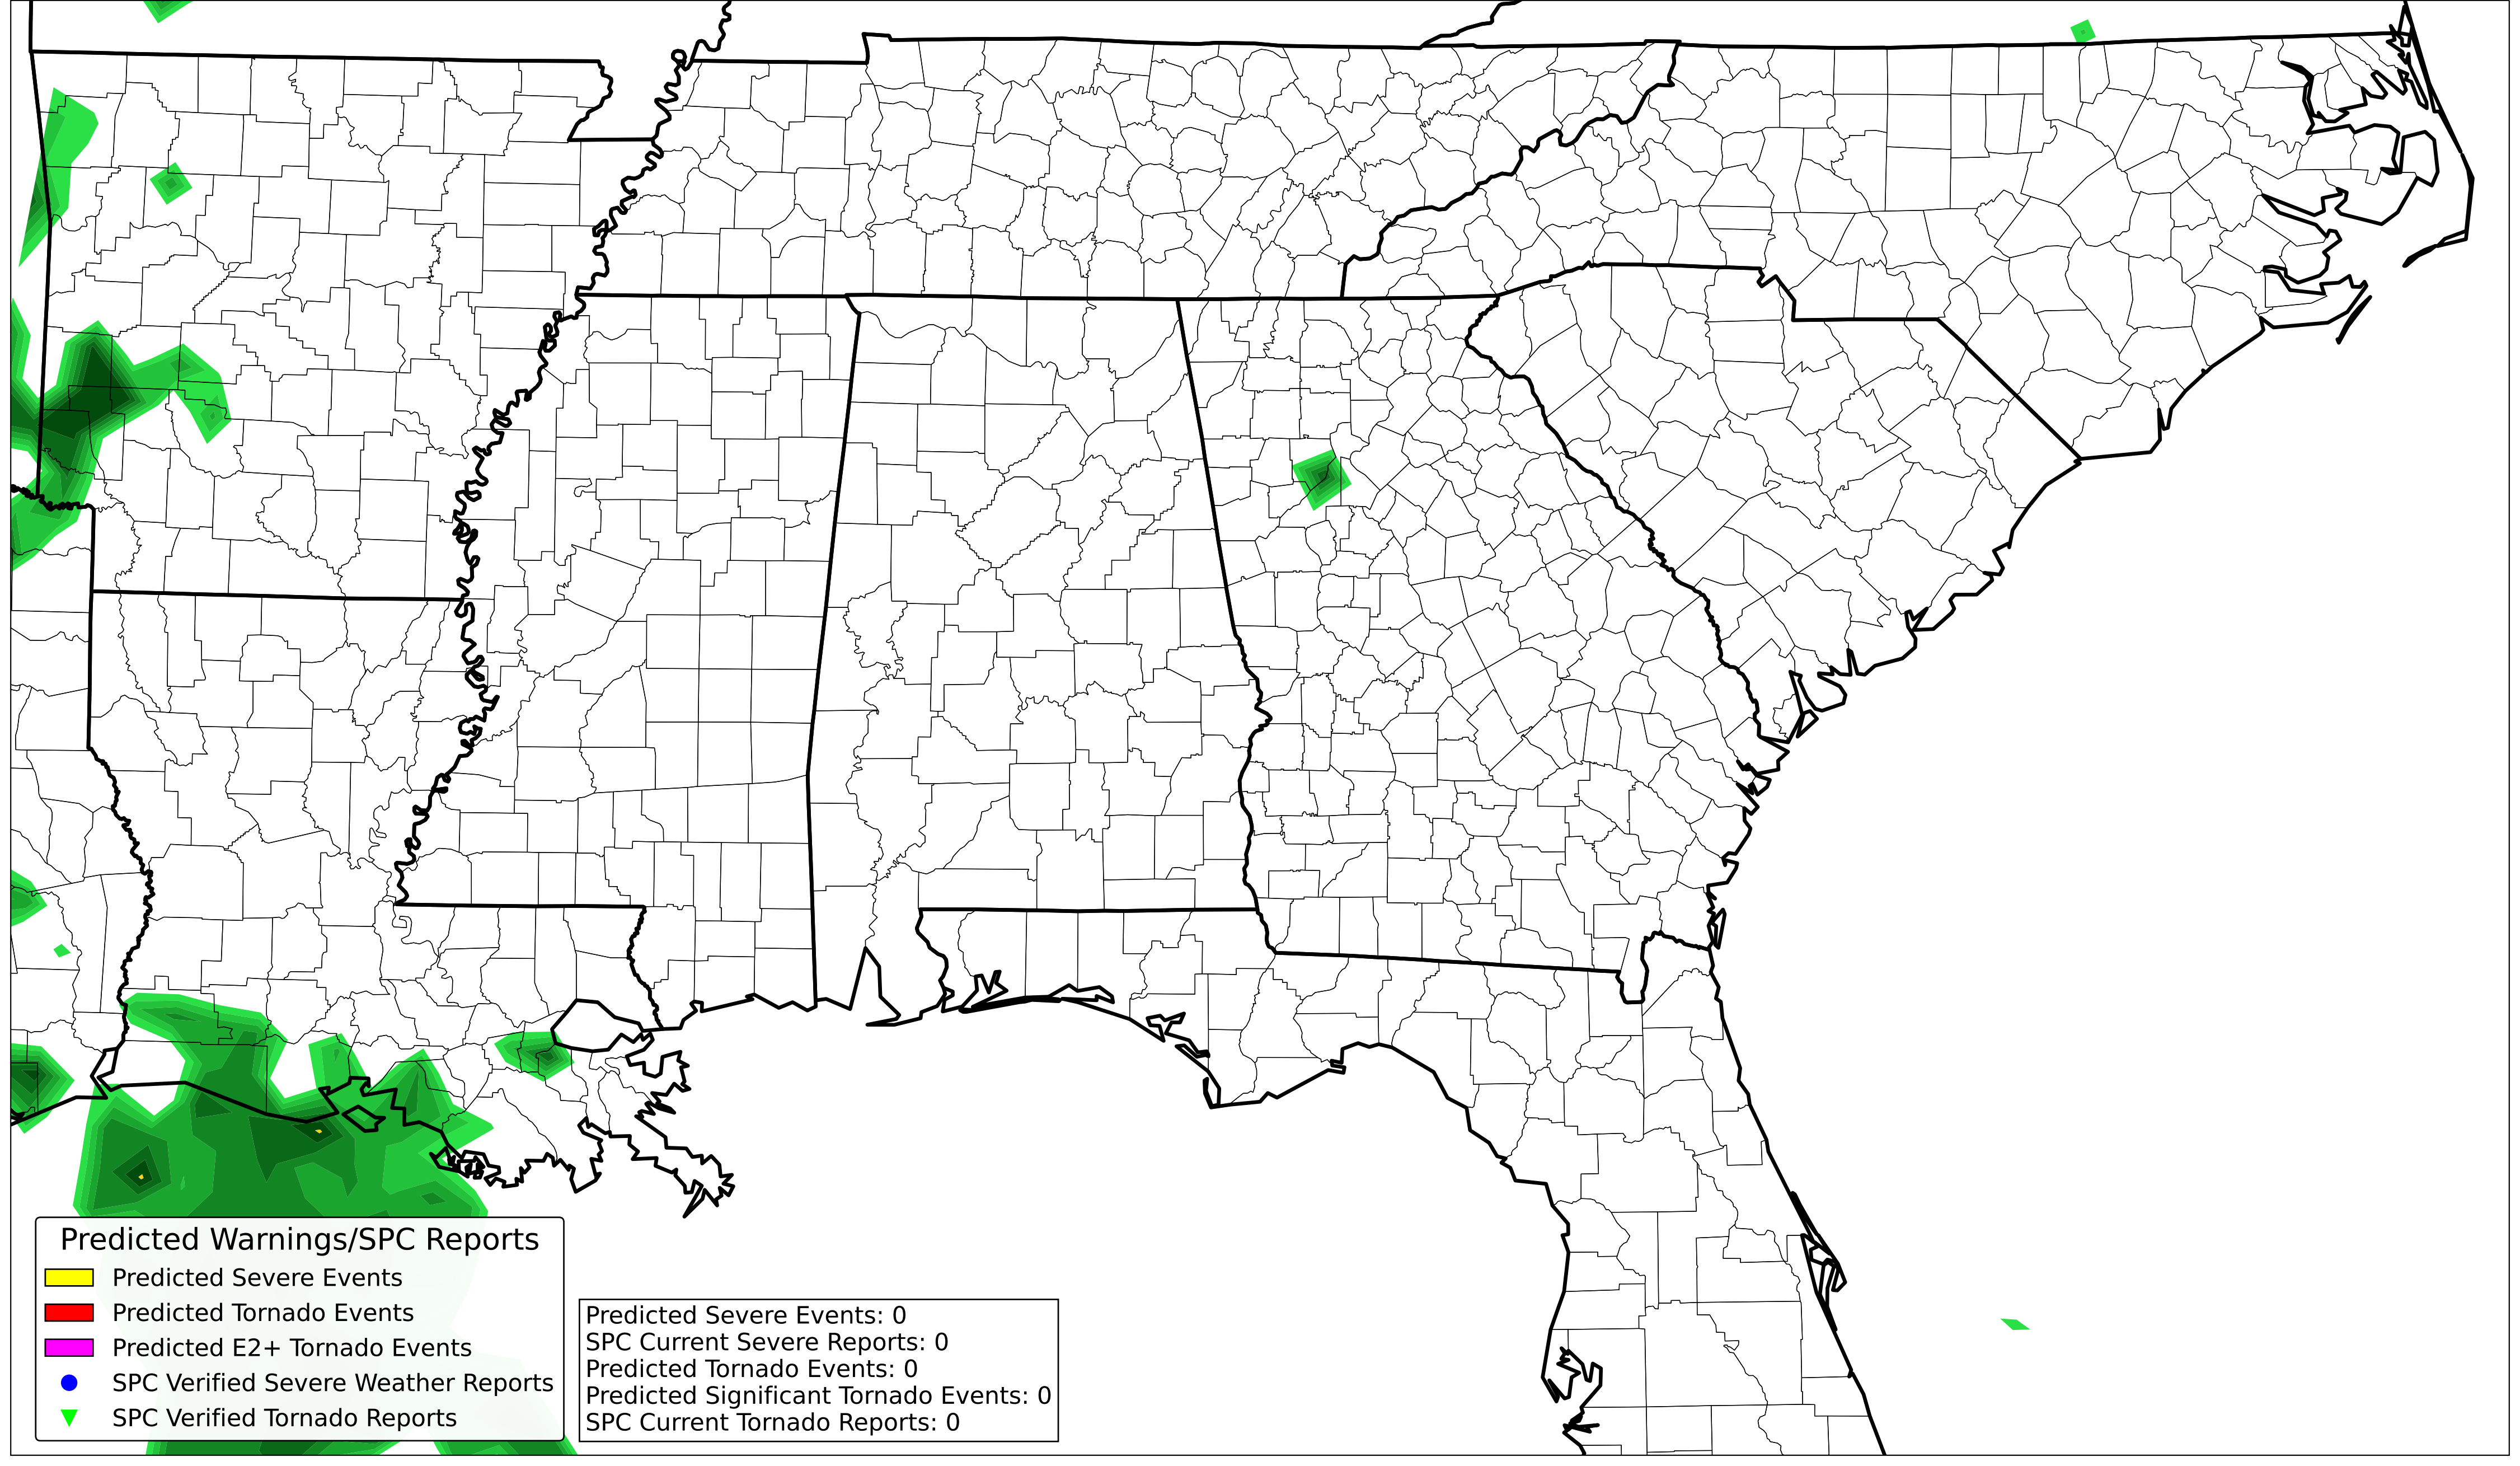 Predicted Warnings/SPC Reports
Predicted Severe Events
Predicted Tornado Events
Predicted E2+ Tornado Events
SPC Verified Severe Weather Reports
SPC Verified Tornado Reports
Predicted Severe Events: 0
SPC Current Severe Reports: 0
Predicted Tornado Events: 0
Predicted Significant Tornado Events: 0
SPC Current Tornado Reports: 0